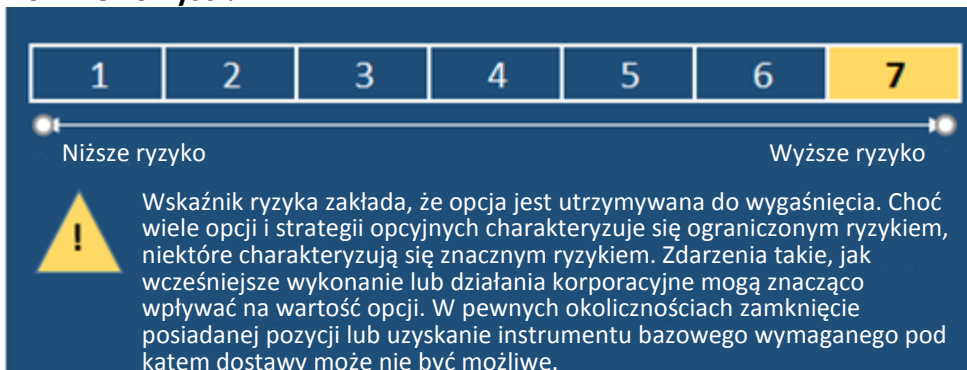 1 2 3 4 5 6 7
Niższe ryzyko Wyższe ryzyko
! Wskaźnik ryzyka zakłada, że opcja jest utrzymywana do wygaśnięcia. Choć
wiele opcji i strategii opcyjnych charakteryzuje się ograniczonym ryzykiem,
niektóre charakteryzują się znacznym ryzykiem. Zdarzenia takie, jak
wcześniejsze wykonanie lub działania korporacyjne mogą znacząco
wpływać na wartość opcji. W pewnych okolicznościach zamknięcie
posiadanej pozycji lub uzyskanie instrumentu bazowego wymaganego pod
kątem dostawy może nie być możliwe.